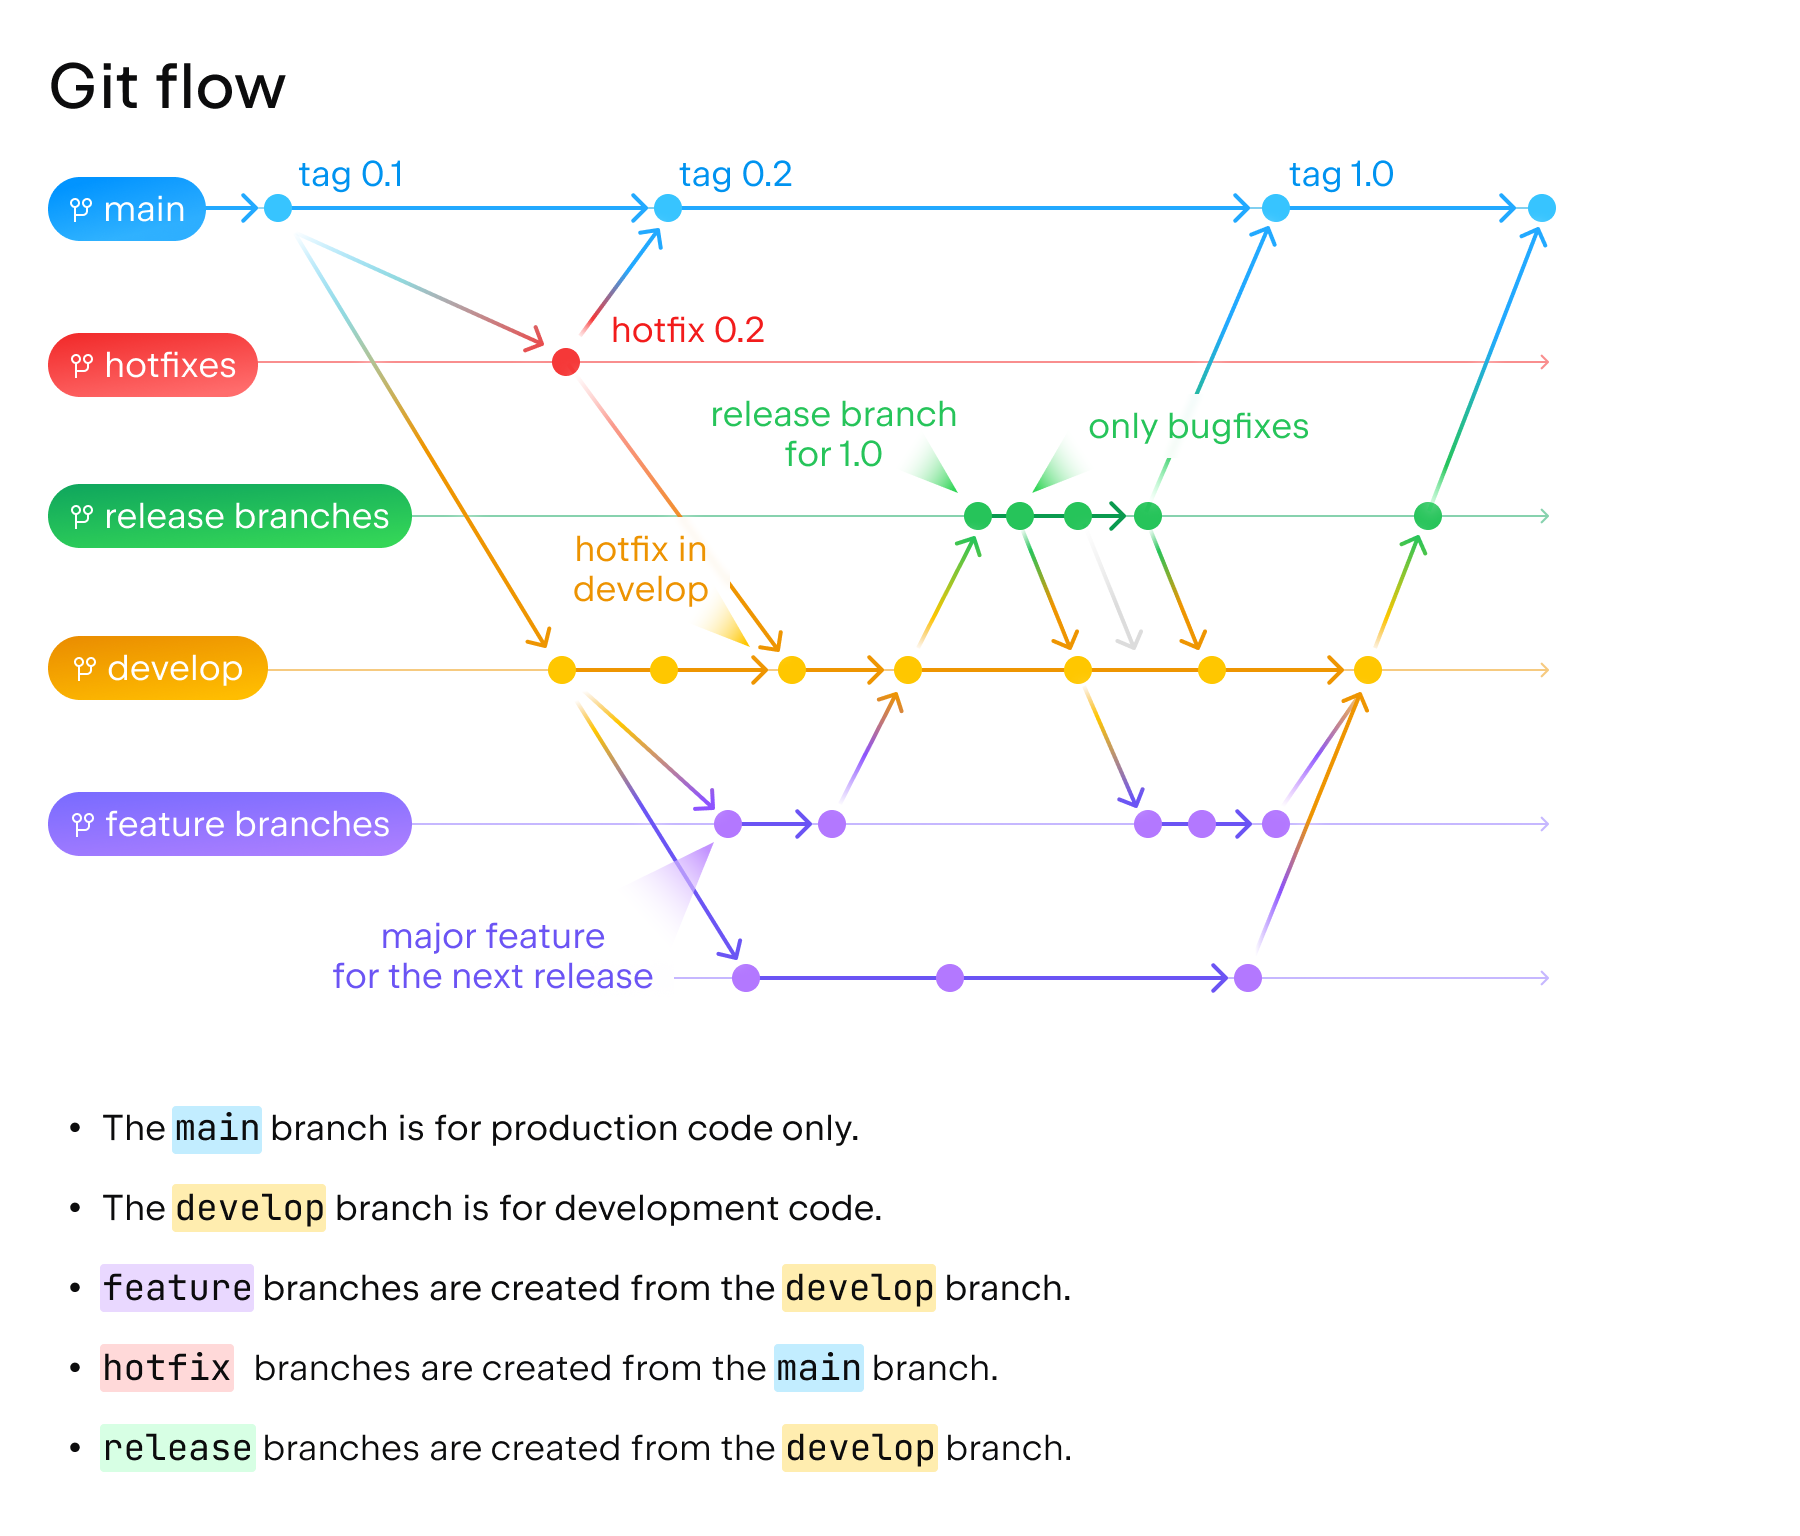 Git flow
tag 0.1
tag 0.2
tag 1.0
main
hotfix 0.2
hotfixes
release branch
for 1.0
only bugfixes
release branches
hotfix in
develop
develop
feature branches
major feature
for the next release
• The main branch is for production code only.
• The develop branch is for development code.
• feature branches are created from the develop branch.
• hotfix branches are created from the main branch.
• release branches are created from the develop branch.